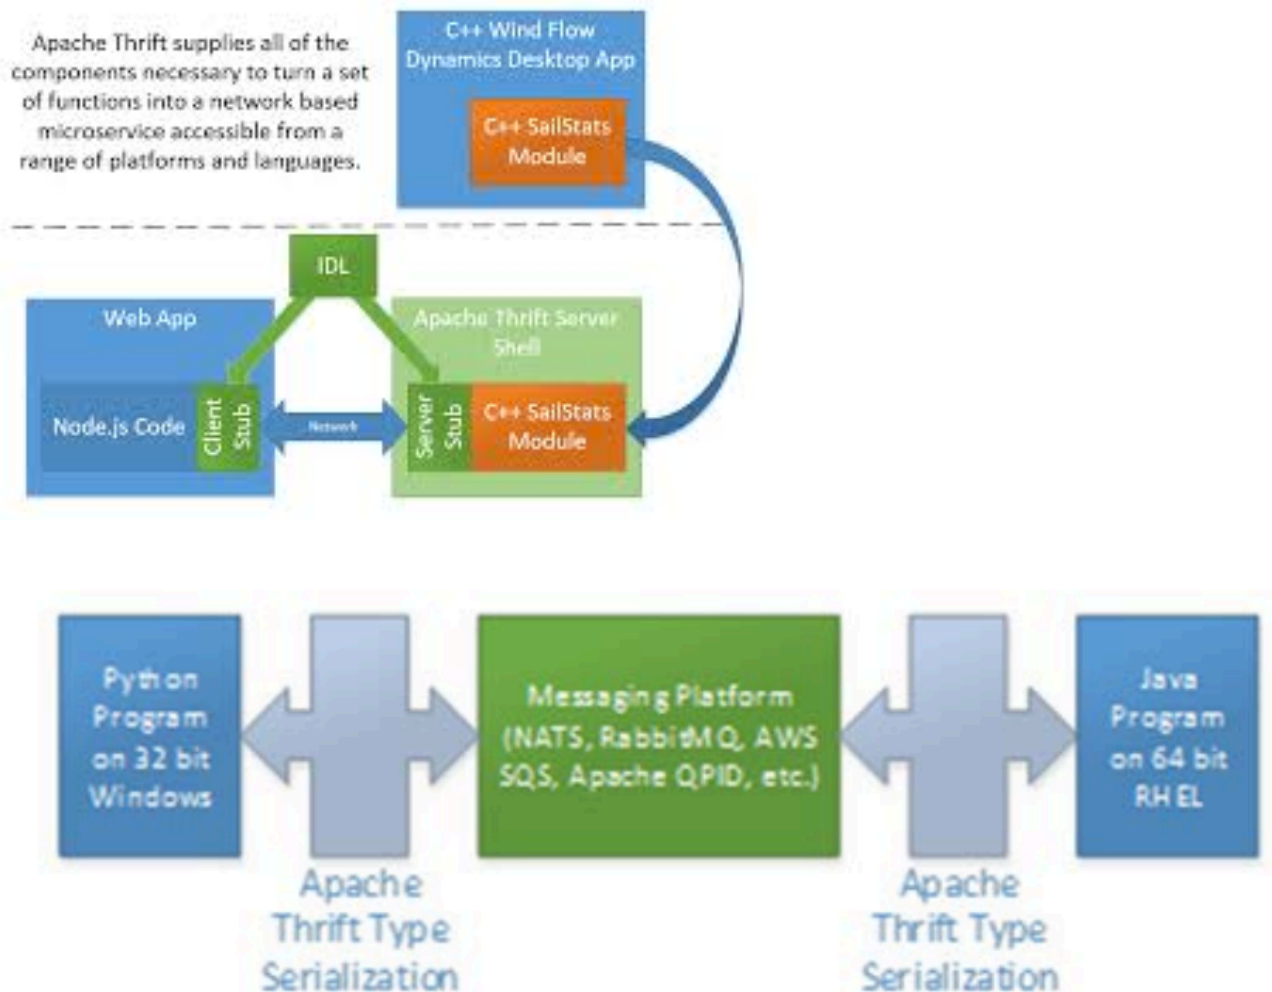 Apache Thrift supplies all of the
components necessary to turn a set
of functions into a network based
microservice accessible from a
range of platforms and languages.
C++ Wind Flow
Dynamics Desktop App
C++ SailStats
Module
IDL
Web App
Node.js Code
Client
Stub
Network
Apache Thrift Server
Shell
Server
Stub
C++ SailStats
Module
Python
Program
on 32 bit
Windows
Apache
Thrift Type
Serialization
Messaging Platform
(NATS, RabbitMQ, AWS
SQS, Apache QPID, etc.)
Apache
Thrift Type
Serialization
Java
Program
on 64 bit
RHEL